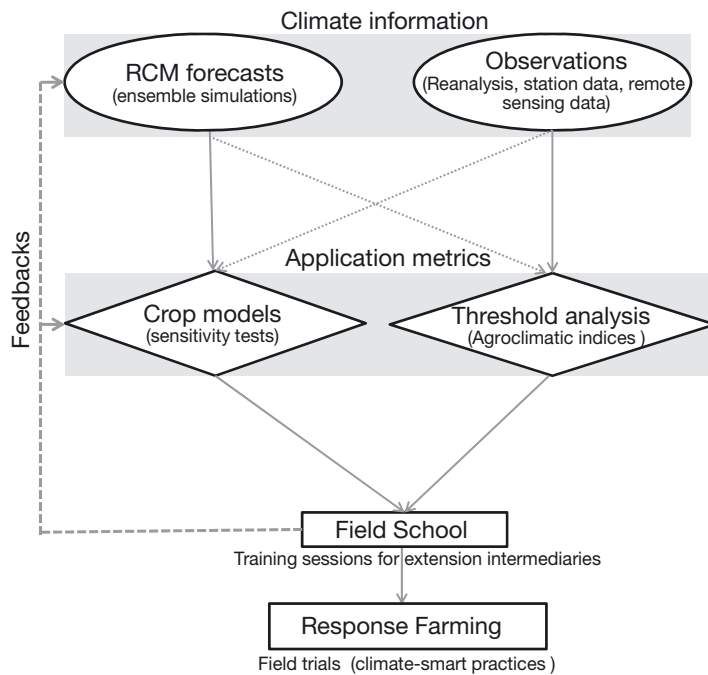 Climate information
RCM forecasts
(ensemble simulations)
Observations
(Reanalysis, station data, remote
sensing data)
Feedbacks
Application metrics
Crop models
(sensitivity tests)
Threshold analysis
(Agroclimatic indices )
Field School
Training sessions for extension intermediaries
Response Farming
Field trials (climate-smart practices )